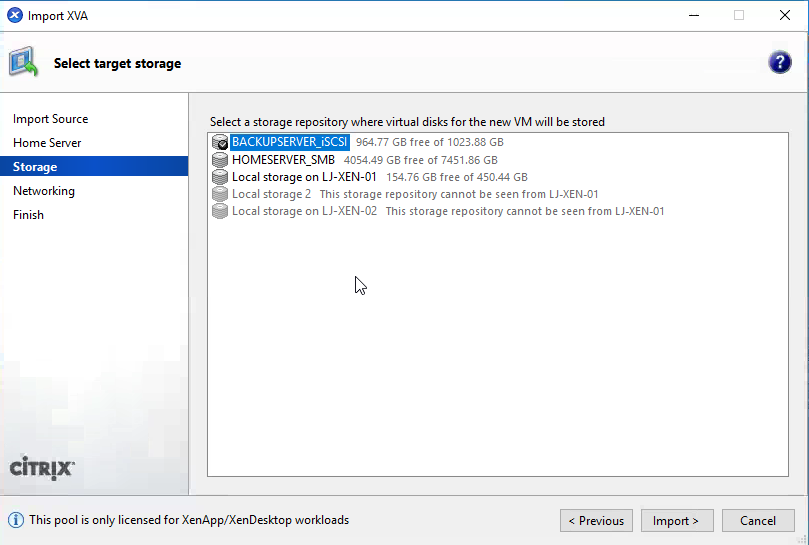 Import XVA
Select target storage
?
Import Source
Home Server
Storage
Networking
Finish
Select a storage repository where virtual disks for the new VM will be stored
BACKUPSERVER_iSCSI 964.77 GB free of 1023.88 GB
HOMESERVER_SMB 4054.49 GB free of 7451.86 GB
Local storage on LJ-XEN-01 154.76 GB free of 450.44 GB
Local storage 2 This storage repository cannot be seen from LJ-XEN-01
Local storage on LJ-XEN-02 This storage repository cannot be seen from LJ-XEN-01
CİTRIX
This pool is only licensed for XenApp/XenDesktop workloads
< Previous
Import >
Cancel